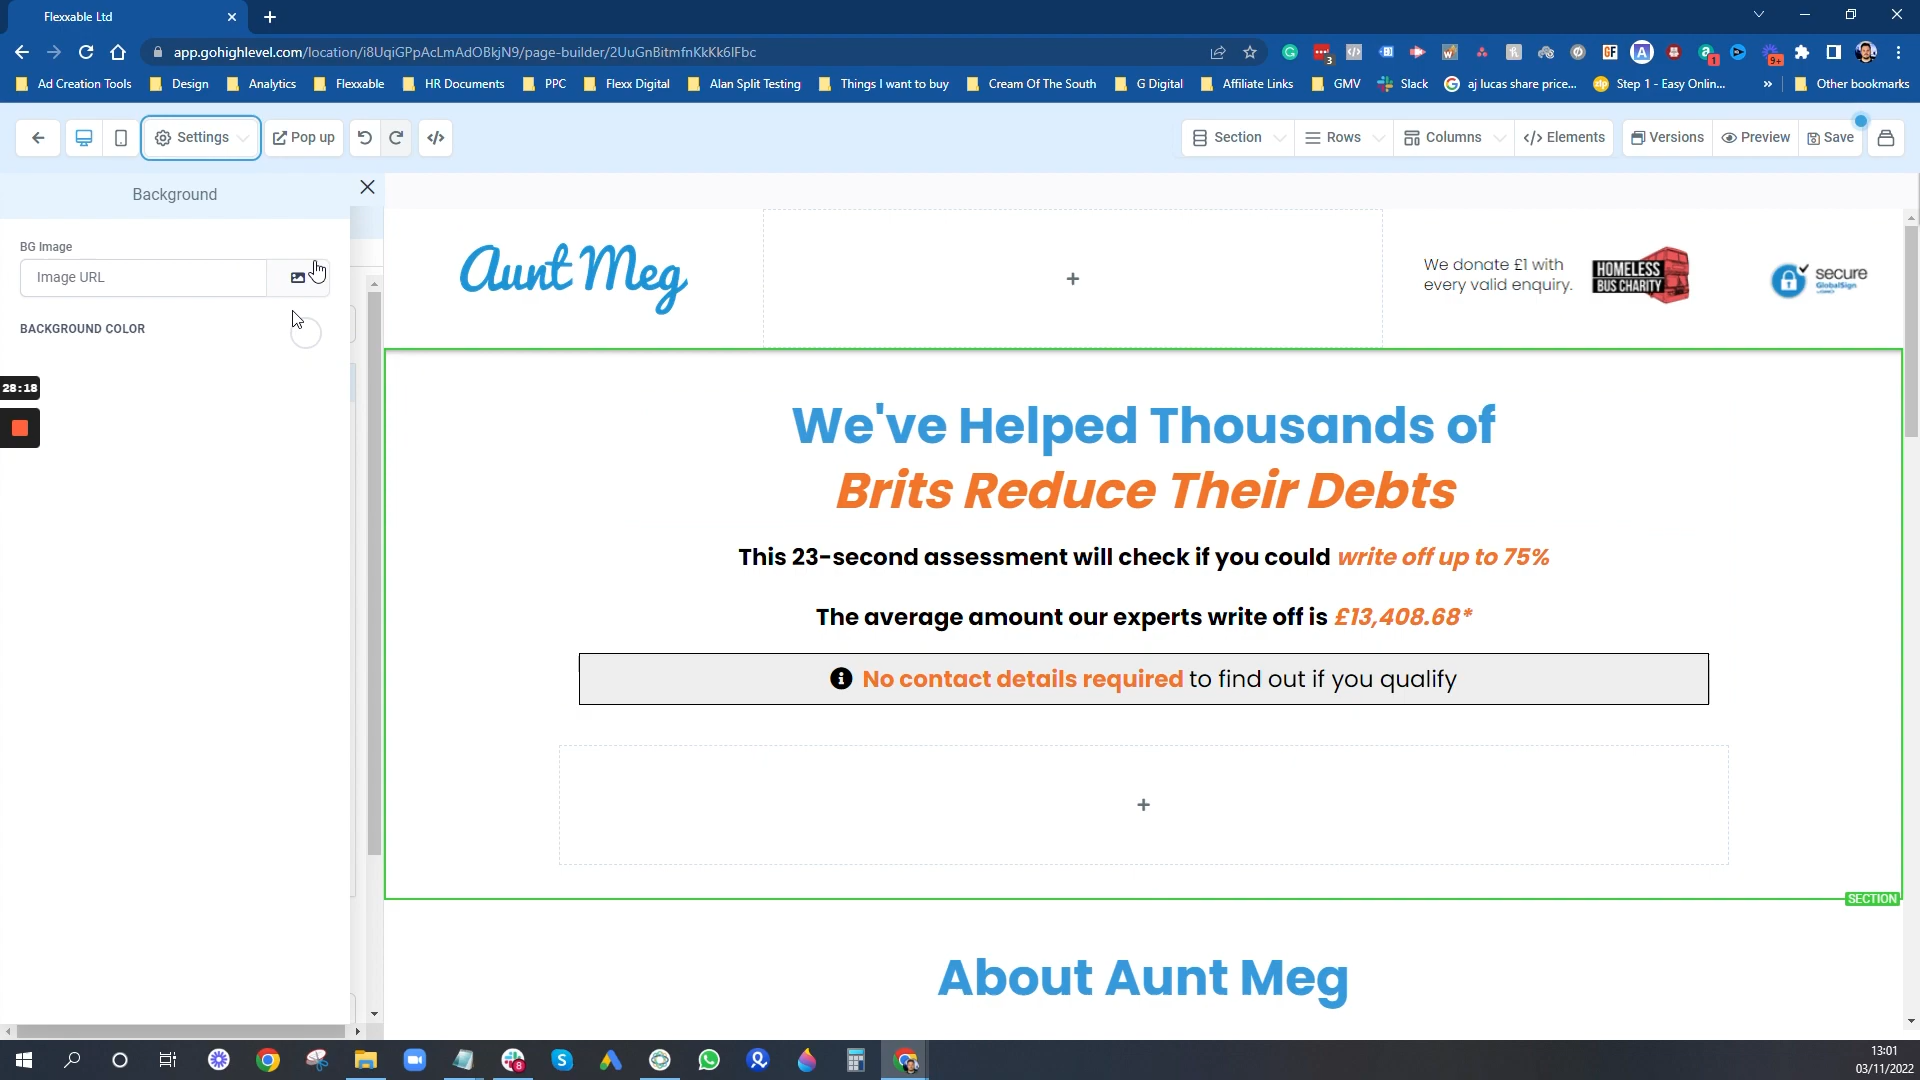 Flexxable Ltd
app.gohighlevel.com/location/i8UqiGPpAcLmAdOBkjN9/page-builder/2UuGnBitmfnKkKk6lFbc
3
A
1
9+
Ad Creation Tools
Design
Analytics
Flexxable
HR Documents
PPC
Flexx Digital
Alan Split Testing
Things I want to buy
Cream Of The South
G Digital
Affiliate Links
GMV
Slack
aj lucas share price...
Step 1 - Easy Onlin...
»
Other bookmarks
Settings
Pop up
Section
Rows
Columns
</> Elements
Versions
Preview
Save
Background
BG Image
Image URL
BACKGROUND COLOR
28:18
Aunt Meg
We donate £1 with
every valid enquiry.
HOMELESS
BUS CHARITY
secure
GlobalSign
We've Helped Thousands of
Brits Reduce Their Debts
This 23-second assessment will check if you could write off up to 75%
The average amount our experts write off is £13,408.68*
No contact details required to find out if you qualify
SECTION
About Aunt Meg
8
13:01
03/11/2022